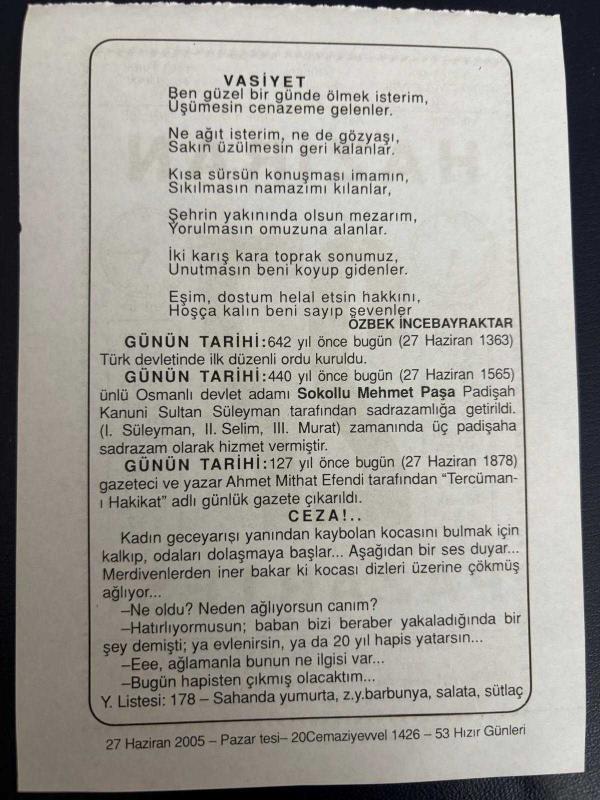 VASİYET
Ben güzel bir günde ölmek isterim,
Üşümesin cenazeme gelenler.
Ne ağıt isterim, ne de gözyaşı,
Sakın üzülmesin geri kalanlar.
Kısa sürsün konuşması imamın,
Sıkılmasın namazımı kılanlar,
Şehrin yakınında olsun mezarım,
Yorulmasın omuzuna alanlar.
İki karış kara toprak sonumuz,
Unutmasın beni koyup gidenler.
Eşim, dostum helal etsin hakkını,
Hoşça kalın beni sayıp sevenler
ÖZBEK İNCEBAYRAKTAR
GÜNÜN TARİHİ:642 yıl önce bugün (27 Haziran 1363)
Türk devletinde ilk düzenli ordu kuruldu.
GÜNÜN TARİHİ:440 yıl önce bugün (27 Haziran 1565)
ünlü Osmanlı devlet adamı Sokollu Mehmet Paşa Padişah
Kanuni Sultan Süleyman tarafından sadrazamlığa getirildi.
(I. Süleyman, II. Selim, III. Murat) zamanında üç padişaha
sadrazam olarak hizmet vermiştir.
GÜNÜN TARİHİ:127 yıl önce bugün (27 Haziran 1878)
gazeteci ve yazar Ahmet Mithat Efendi tarafından “Tercüman-
ı Hakikat” adlı günlük gazete çıkarıldı.
CEZA!..
Kadın geceyarışı yanından kaybolan kocasını bulmak için
kalkıp, odaları dolaşmaya başlar... Aşağıdan bir ses duyar...
Merdivenlerden iner bakar ki kocası dizleri üzerine çökmüş
ağlıyor...
–Ne oldu? Neden ağlıyorsun canım?
–Hatırlıyormusun; baban bizi beraber yakaladığında bir
şey demişti; ya evlenirsin, ya da 20 yıl hapis yatarsın...
–Eee, ağlamanla bunun ne ilgisi var...
–Bugün hapisten çıkmış olacaktım...
Y. Listesi: 178 – Sahanda yumurta, z.y.barbunya, salata, sütlaç
27 Haziran 2005 – Pazar tesi– 20Cemaziyevvel 1426 – 53 Hızır Günleri